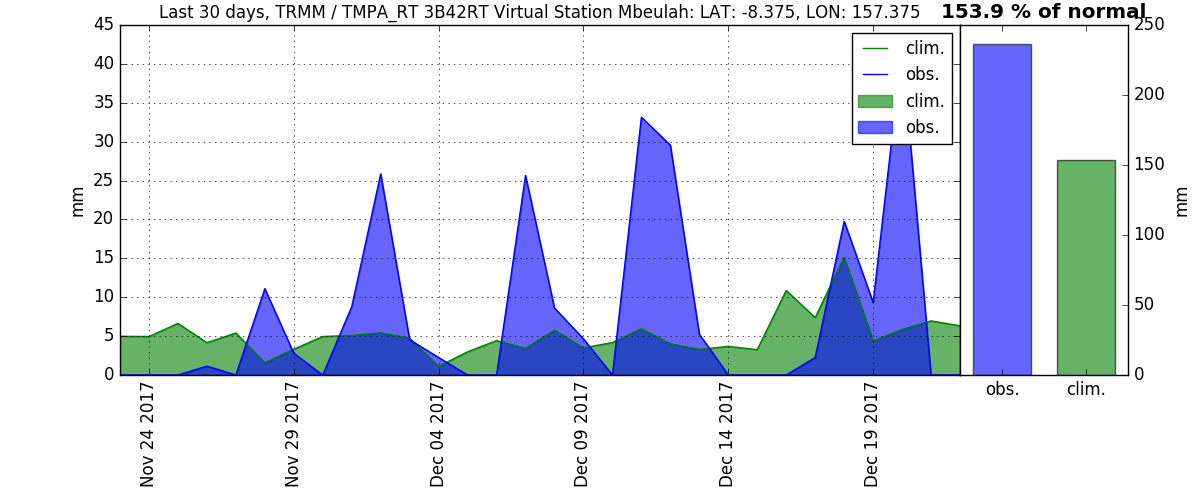 Last 30 days, TRMM / TMPA_RT 3B42RT Virtual Station Mbeulah: LAT: -8.375, LON: 157.375
153.9 % of normal
45
40
35
30
25
20
15
10
5
0
mm
clim.
obs.
clim.
obs.
Nov 24 2017
Nov 29 2017
Dec 04 2017
Dec 09 2017
Dec 14 2017
Dec 19 2017
250
200
150
100
50
0
mm
obs.
clim.